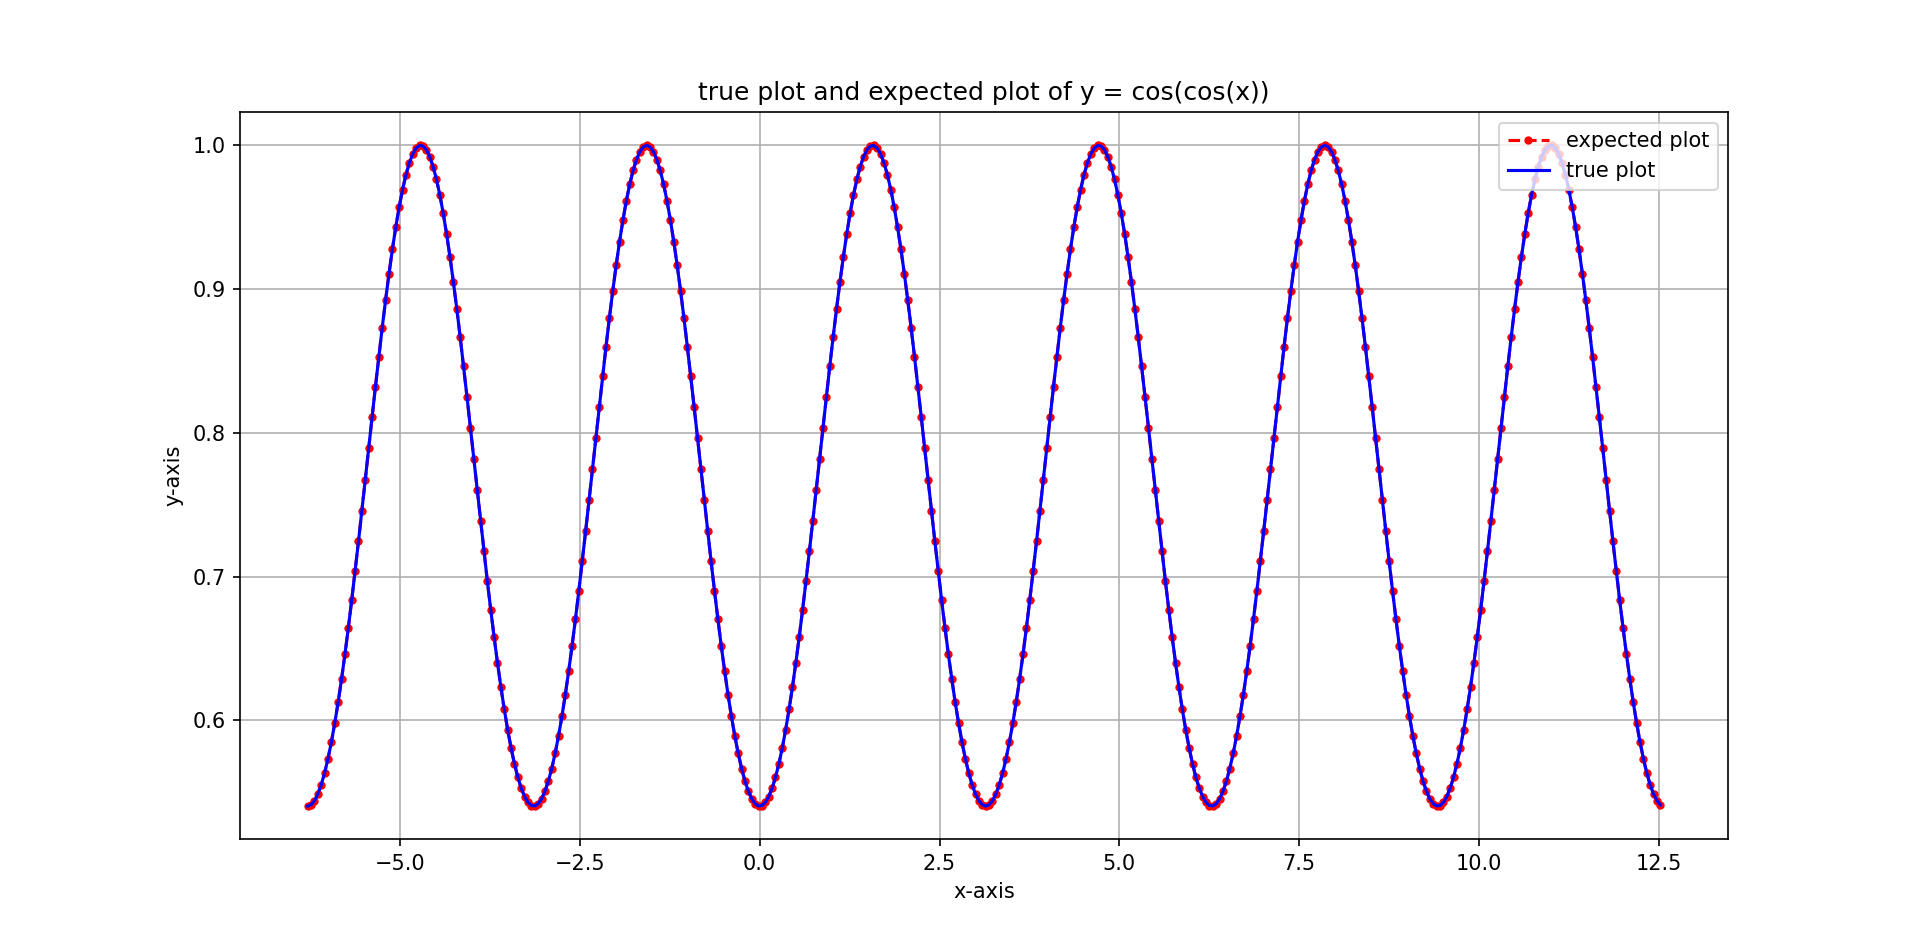 true plot and expected plot of y = cos(cos(x))
expected plot
true plot
1.0
0.9
0.8
0.7
0.6
y-axis
−5.0 −2.5 0.0 2.5 5.0 7.5 10.0 12.5
x-axis